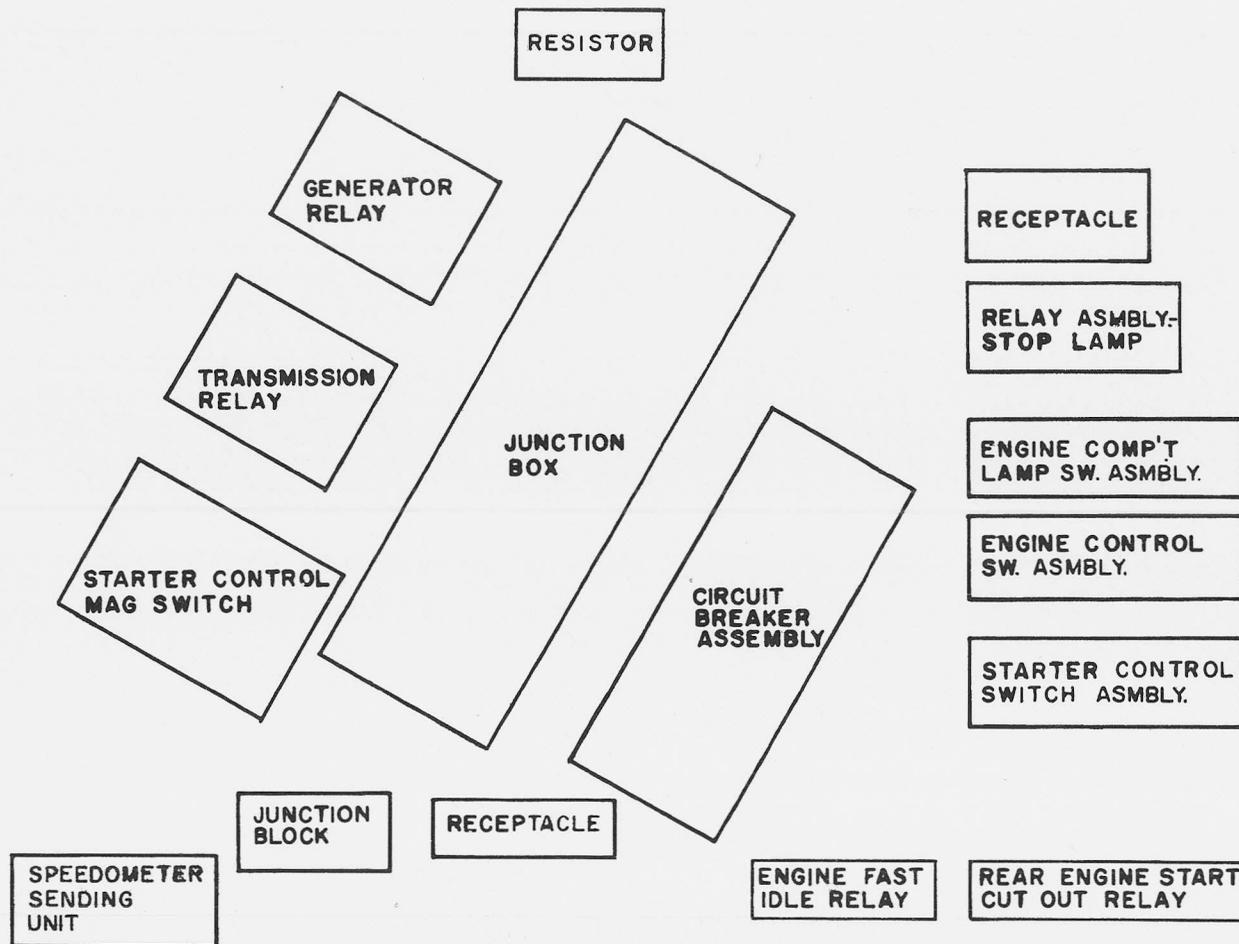 RESISTOR
GENERATOR
RELAY
RECEPTACLE
RELAY ASMBLY.-
STOP LAMP
TRANSMISSION
RELAY
JUNCTION
BOX
ENGINE COMP'T
LAMP SW. ASMBLY.
ENGINE CONTROL
SW. ASMBLY.
STARTER CONTROL
MAG SWITCH
CIRCUIT
BREAKER
ASSEMBLY
STARTER CONTROL
SWITCH ASMBLY.
JUNCTION
BLOCK
RECEPTACLE
SPEEDOMETER
SENDING
UNIT
ENGINE FAST
IDLE RELAY
REAR ENGINE START
CUT OUT RELAY